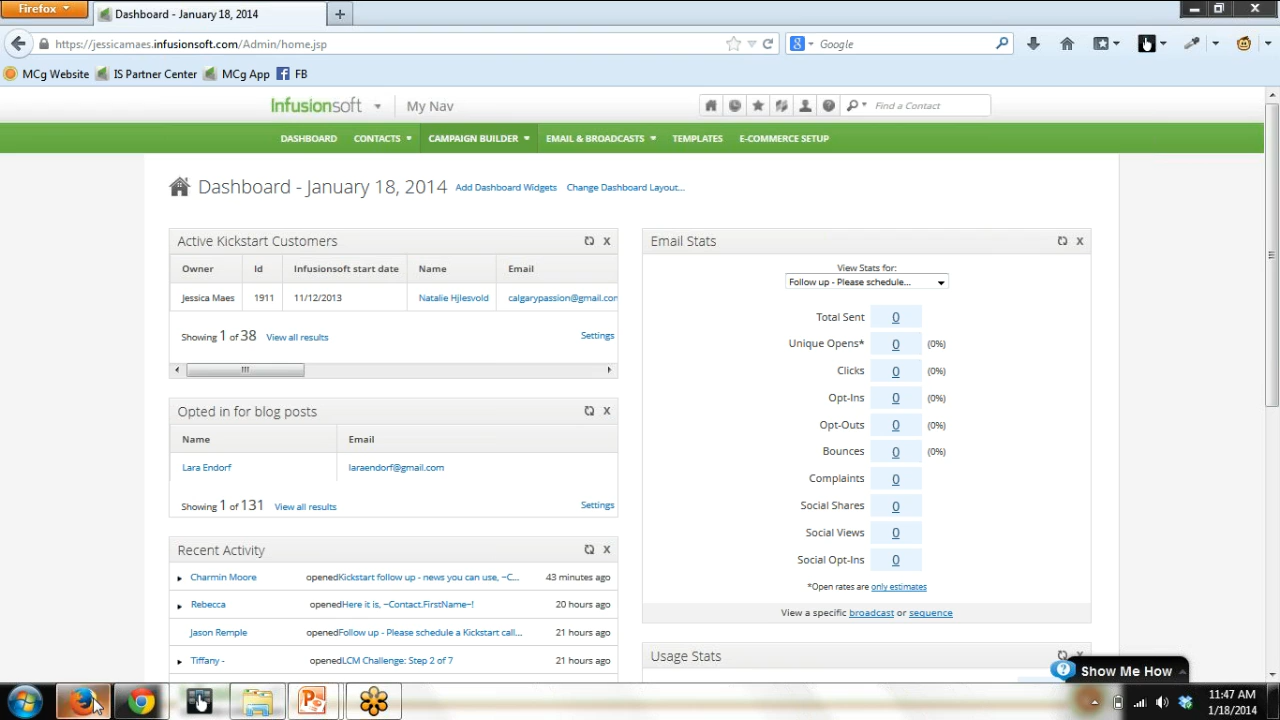 Firefox
Dashboard - January 18, 2014
https://jessicamaes.infusionsoft.com/Admin/home.jsp
Google
MCg Website
IS Partner Center
MCg App
FB
Infusionsoft
My Nav
Find a Contact
DASHBOARD
CONTACTS
CAMPAIGN BUILDER
EMAIL & BROADCASTS
TEMPLATES
E-COMMERCE SETUP
Dashboard - January 18, 2014
Add Dashboard Widgets
Change Dashboard Layout...
Active Kickstart Customers
Owner Id Infusionsoft start date Name Email
Jessica Maes 1911 11/12/2013 Natalie Hjlesvold calgarypassion@gmail.con
Showing 1 of 38 View all results Settings
Opted in for blog posts
Name Email
Lara Endorf laraendorf@gmail.com
Showing 1 of 131 View all results Settings
Recent Activity
Charmin Moore openedKickstart follow up - news you can use, ~C... 43 minutes ago
Rebecca openedHere it is, ~Contact.FirstName~! 20 hours ago
Jason Remple openedFollow up - Please schedule a Kickstart call... 21 hours ago
Tiffany - openedLCM Challenge: Step 2 of 7 21 hours ago
Email Stats
View Stats for:
Follow up - Please schedule...
Total Sent 0
Unique Opens* 0 (0%)
Clicks 0 (0%)
Opt-Ins 0 (0%)
Opt-Outs 0 (0%)
Bounces 0 (0%)
Complaints 0
Social Shares 0
Social Views 0
Social Opt-Ins 0
*Open rates are only estimates
View a specific broadcast or sequence
Usage Stats
Show Me How
11:47 AM
1/18/2014